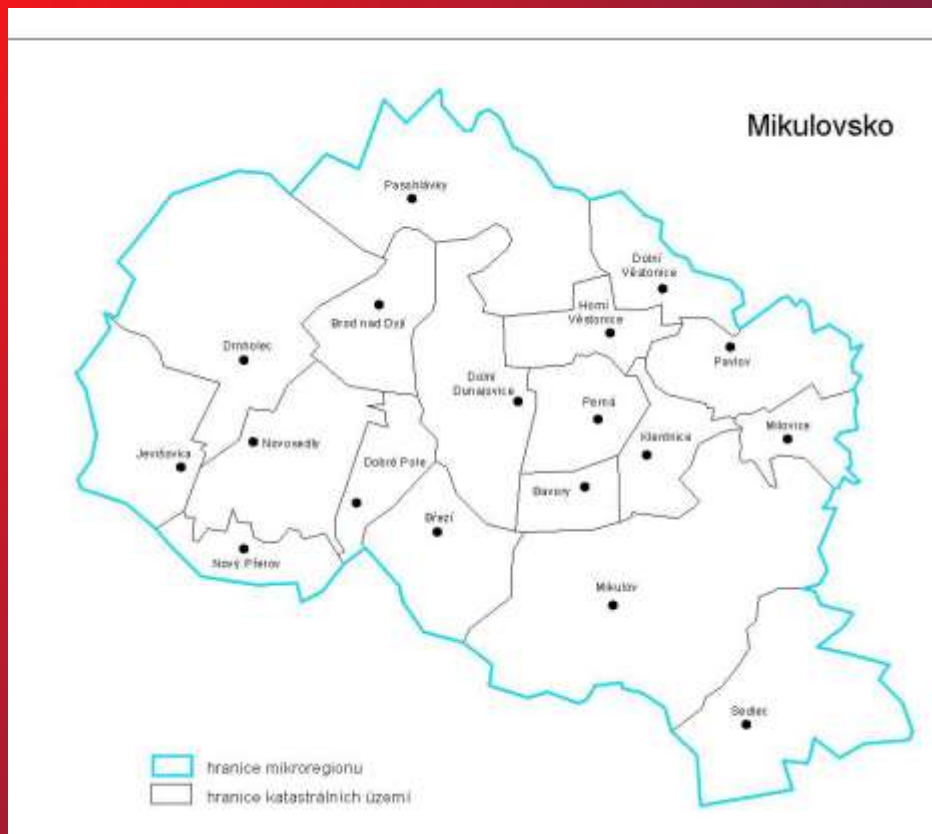 Mikulovsko
Pasohlávky
Dolní
Věstonice
Horní
Věstonice
Brod nad Dyjí
Pavlov
Drnholec
Dolní
Dunajovice
Perná
Milovice
Klentnice
Novosedly
Jevišovka
Dobré Pole
Bavory
Březí
Nový Přerov
Mikulov
Sedlec
hranice mikroregionu
hranice katastrálních území